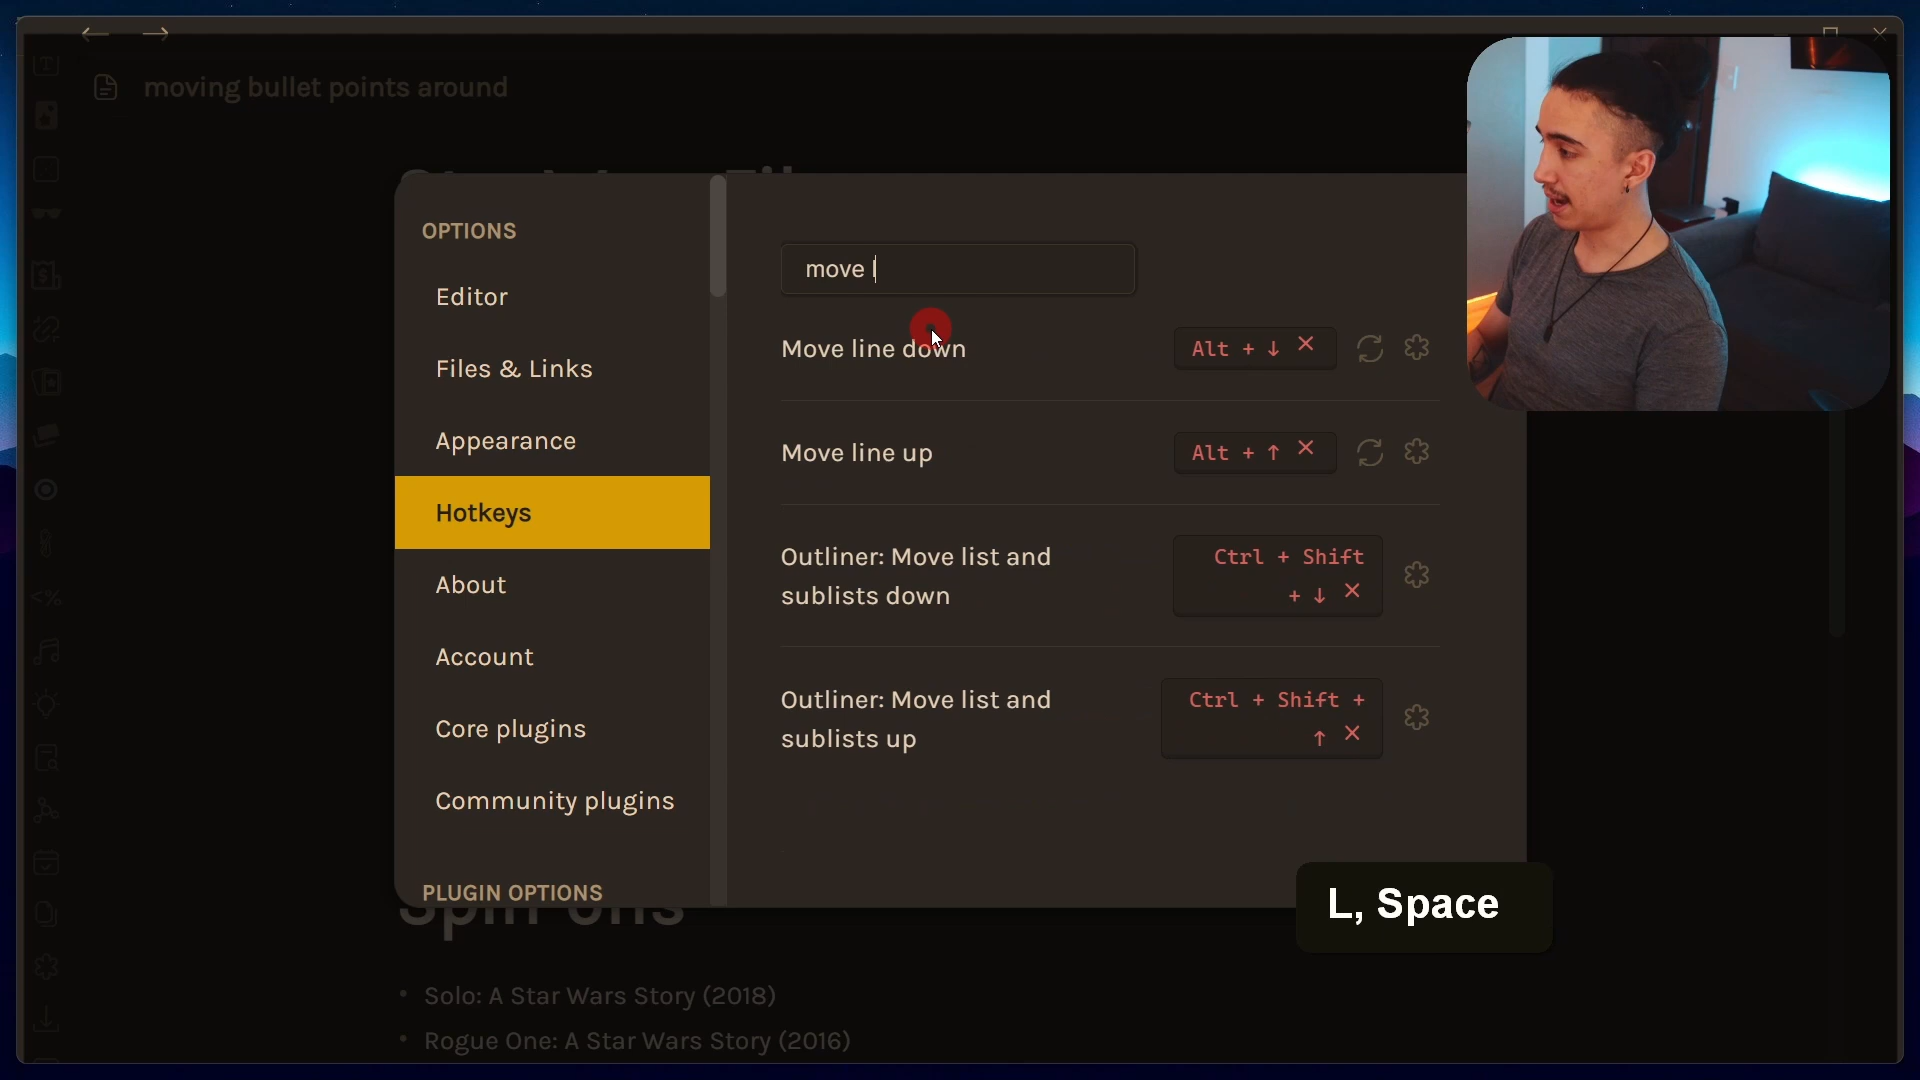 moving bullet points around
OPTIONS
Editor
Files & Links
Appearance
Hotkeys
About
Account
Core plugins
Community plugins
PLUGIN OPTIONS
move l
Move line down
Alt + ↓ ×
Move line up
Alt + ↑ ×
Outliner: Move list and
sublists down
Ctrl + Shift
+ ↓ ×
Outliner: Move list and
sublists up
Ctrl + Shift +
↑ ×
L, Space
Solo: A Star Wars Story (2018)
Rogue One: A Star Wars Story (2016)